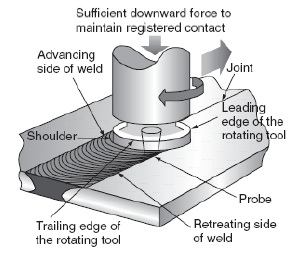 Sufficient downward force to
maintain registered contact
Advancing
side of weld
Joint
Leading
edge of the
rotating tool
Shoulder
Probe
Trailing edge of
the rotating tool
Retreating side
of weld